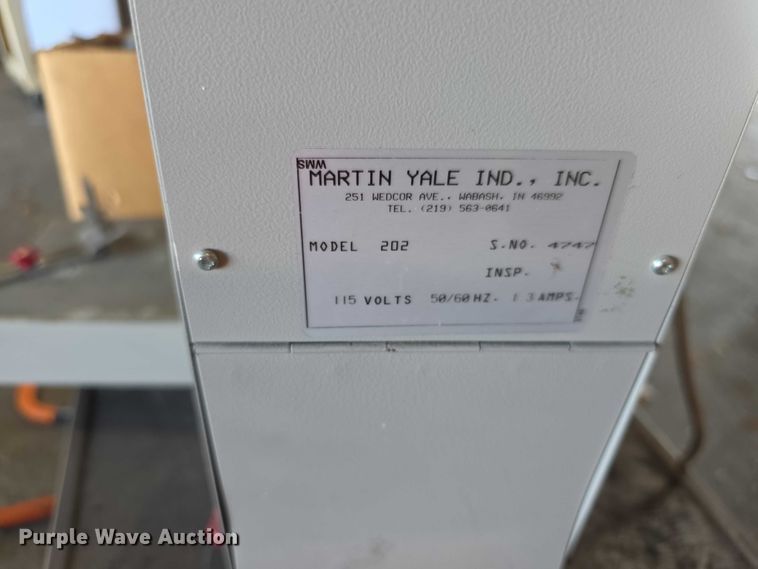 WMS
MARTIN YALE IND., INC.
251 WEDCOR AVE., WABASH, IN 46992
TEL. (219) 563-0641
MODEL 202 S.NO. 4747
INSP.
115 VOLTS 50/60 HZ. 1.3 AMPS.
Purple Wave Auction